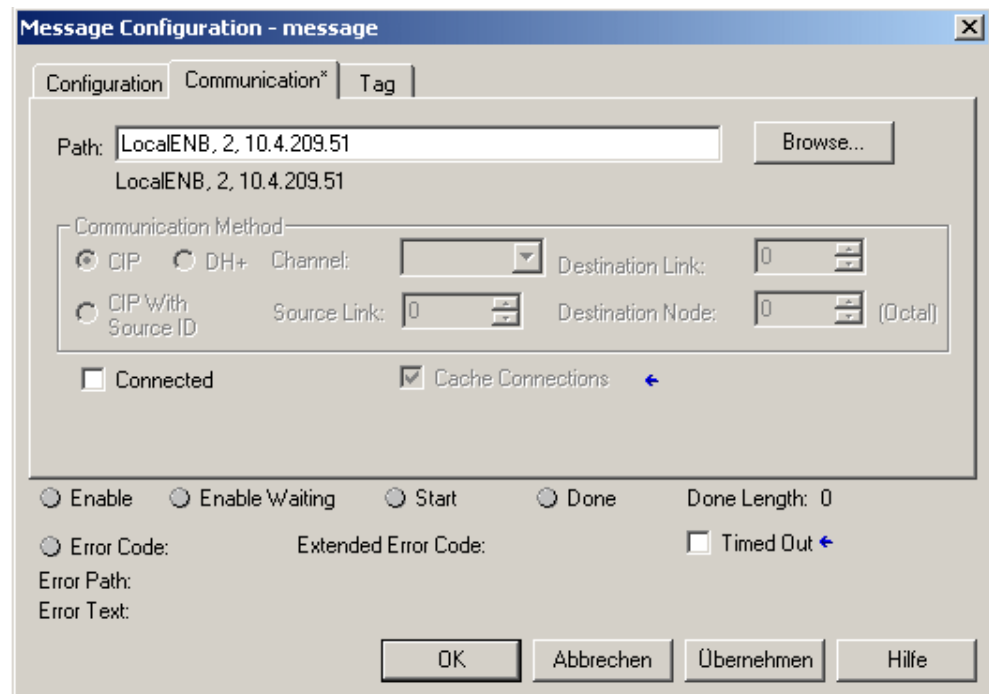 Message Configuration - message
Configuration Communication* Tag
Path: LocalENB, 2, 10.4.209.51 Browse...
LocalENB, 2, 10.4.209.51
Communication Method
CIP DH+ Channel: Destination Link: 0
CIP With Source ID Source Link: 0 Destination Node: 0 (Octal)
Connected Cache Connections
Enable Enable Waiting Start Done Done Length: 0
Error Code: Extended Error Code: Timed Out
Error Path:
Error Text:
OK Abbrechen Übernehmen Hilfe